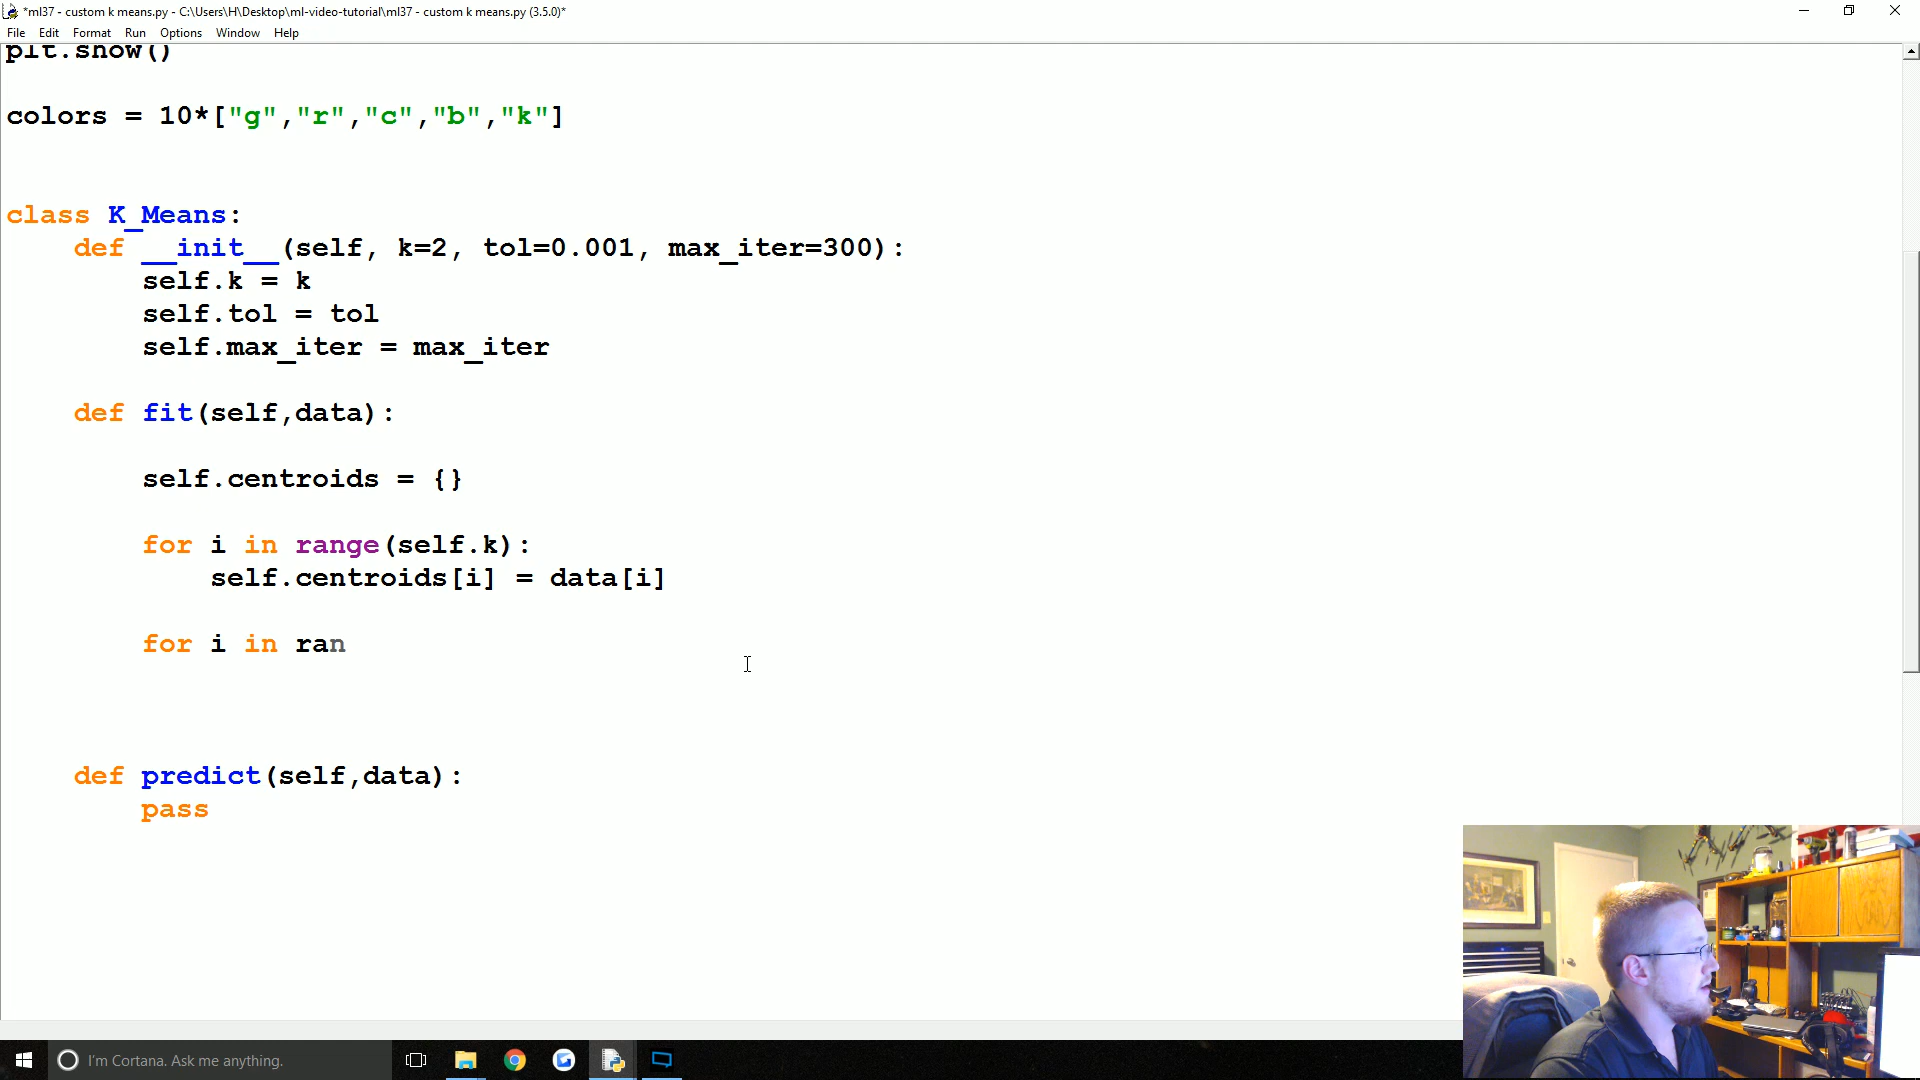 *ml37 - custom k means.py - C:\Users\H\Desktop\ml-video-tutorial\ml37 - custom k means.py (3.5.0)*
File Edit Format Run Options Window Help
plt.show()
colors = 10*["g","r","c","b","k"]
class K_Means:
def __init__(self, k=2, tol=0.001, max_iter=300):
self.k = k
self.tol = tol
self.max_iter = max_iter
def fit(self,data):
self.centroids = {}
for i in range(self.k):
self.centroids[i] = data[i]
for i in ran
def predict(self,data):
pass
I'm Cortana. Ask me anything.